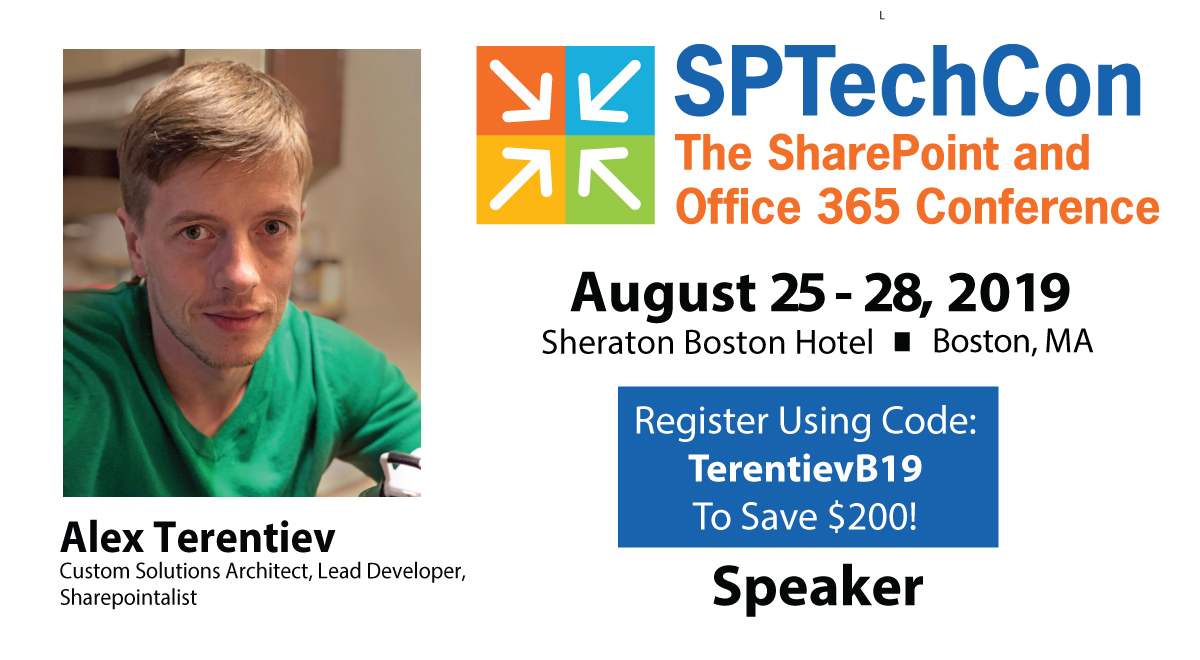 L
SPTechCon
The SharePoint and
Office 365 Conference
August 25 - 28, 2019
Sheraton Boston Hotel ■ Boston, MA
Register Using Code:
TerentievB19
To Save $200!
Speaker
Alex Terentiev
Custom Solutions Architect, Lead Developer,
Sharepointalist